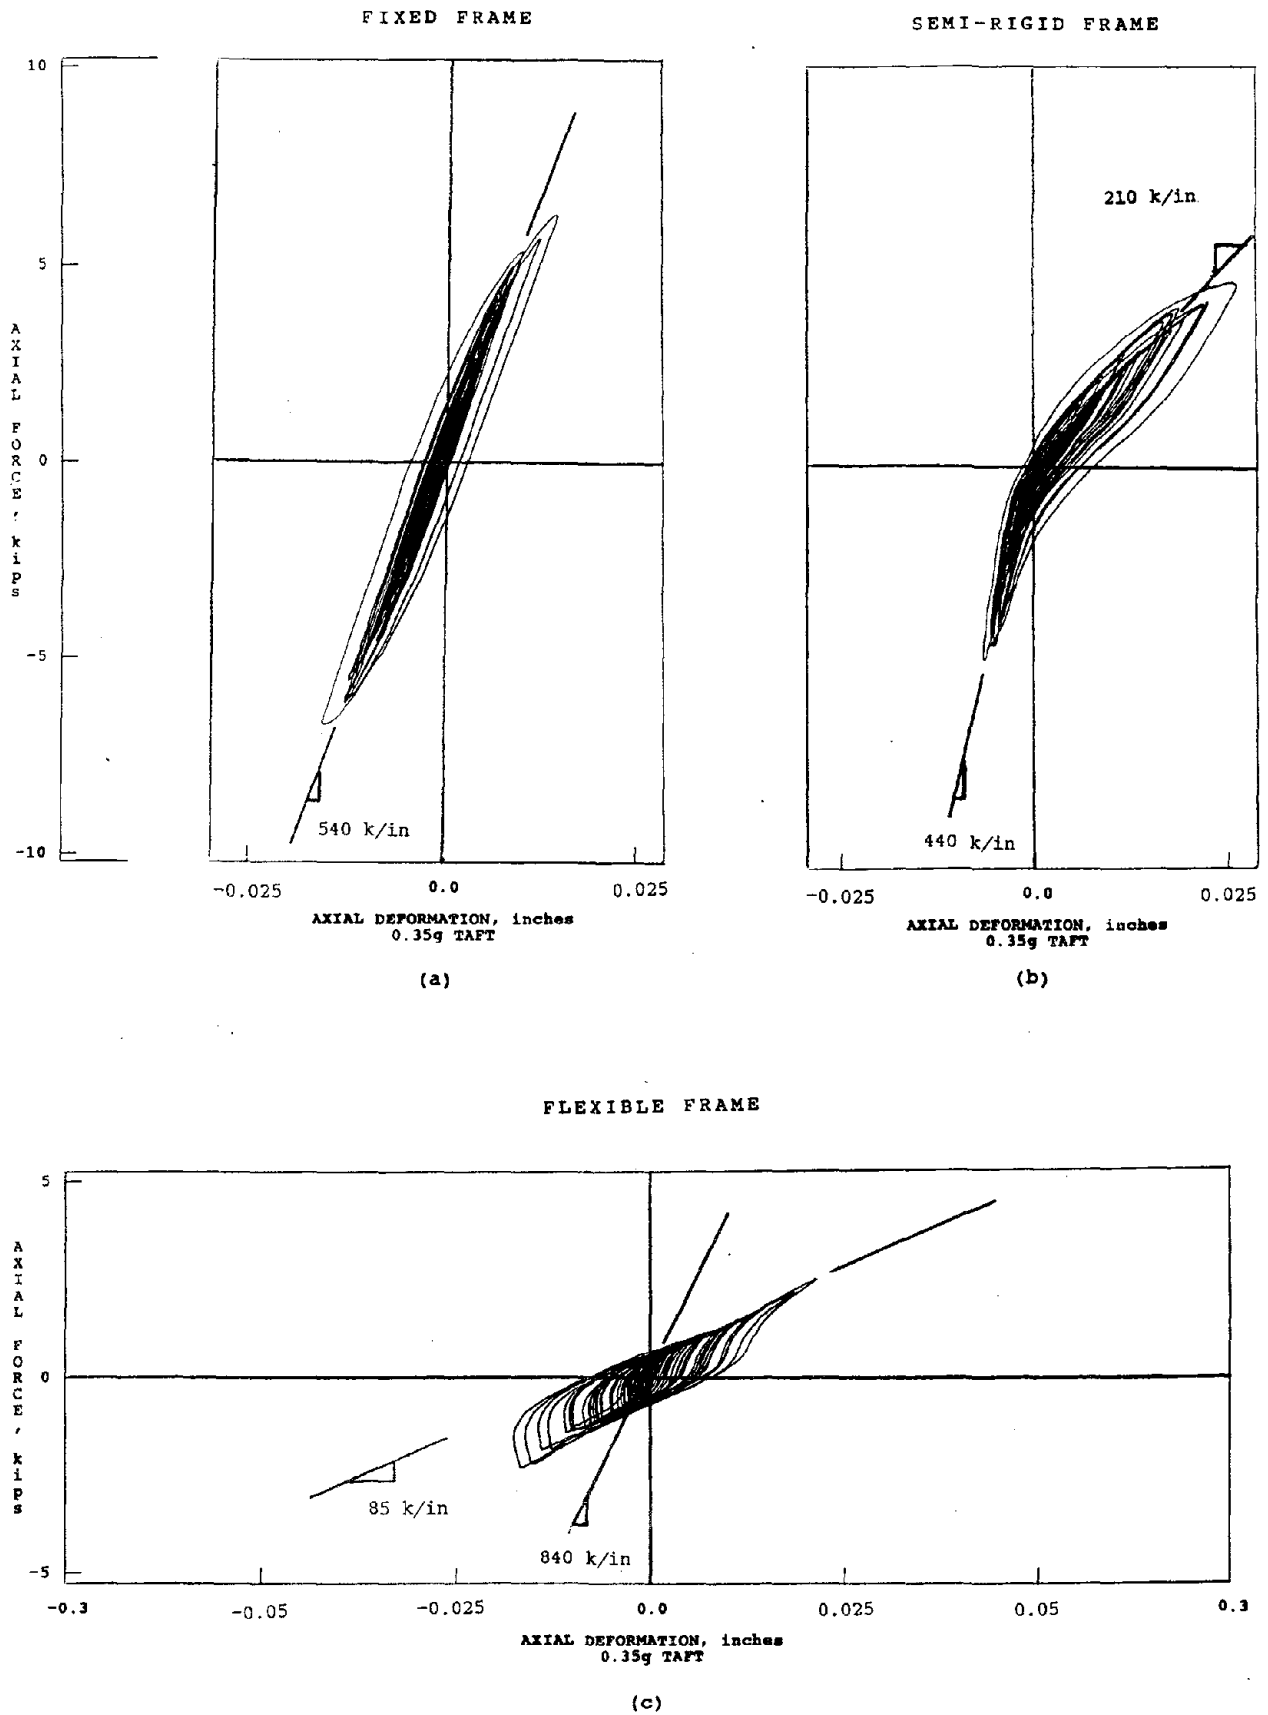 FIXED FRAME
SEMI-RIGID FRAME
10
5
0
-5
-10
AXIAL FORCE, kips
540 k/in
-0.025
0.0
0.025
AXIAL DEFORMATION, inches
0.35g TAFT
(a)
210 k/in
440 k/in
-0.025
0.0
0.025
AXIAL DEFORMATION, inches
0.35g TAFT
(b)
FLEXIBLE FRAME
5
0
-5
AXIAL FORCE, kips
85 k/in
840 k/in
-0.3
-0.05
-0.025
0.0
0.025
0.05
0.3
AXIAL DEFORMATION, inches
0.35g TAFT
(c)